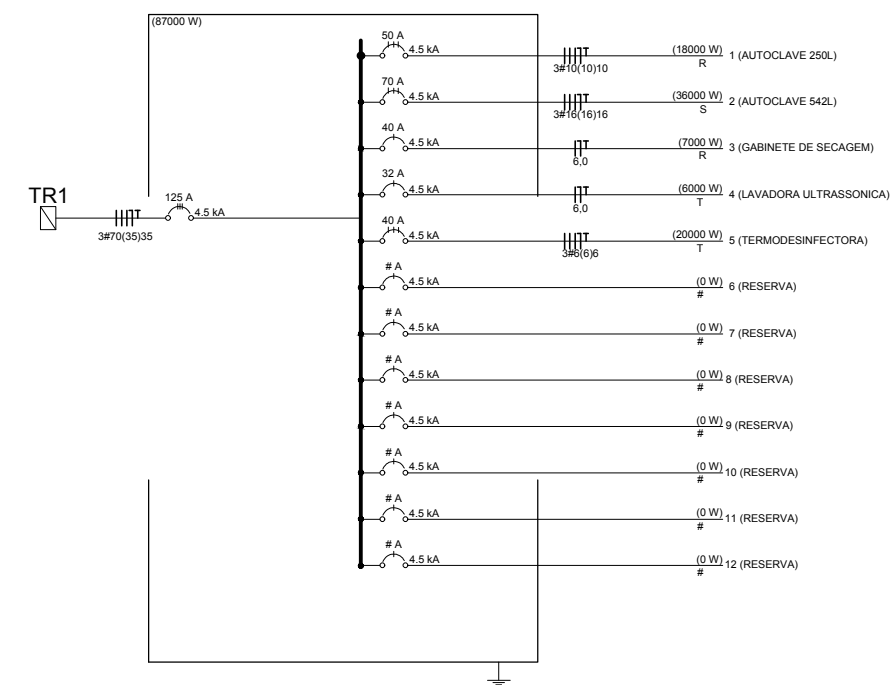 (87000 W)
50 A
4.5 kA
3#10(10)10
(18000 W)
R
1 (AUTOCLAVE 250L)
70 A
4.5 kA
3#16(16)16
(36000 W)
S
2 (AUTOCLAVE 542L)
40 A
4.5 kA
6,0
(7000 W)
R
3 (GABINETE DE SECAGEM)
32 A
4.5 kA
6,0
(6000 W)
T
4 (LAVADORA ULTRASSONICA)
TR1
3#70(35)35
125 A
4.5 kA
40 A
4.5 kA
3#6(6)6
(20000 W)
T
5 (TERMODESINFECTORA)
# A
4.5 kA
(0 W)
#
6 (RESERVA)
# A
4.5 kA
(0 W)
#
7 (RESERVA)
# A
4.5 kA
(0 W)
#
8 (RESERVA)
# A
4.5 kA
(0 W)
#
9 (RESERVA)
# A
4.5 kA
(0 W)
#
10 (RESERVA)
# A
4.5 kA
(0 W)
#
11 (RESERVA)
# A
4.5 kA
(0 W)
#
12 (RESERVA)